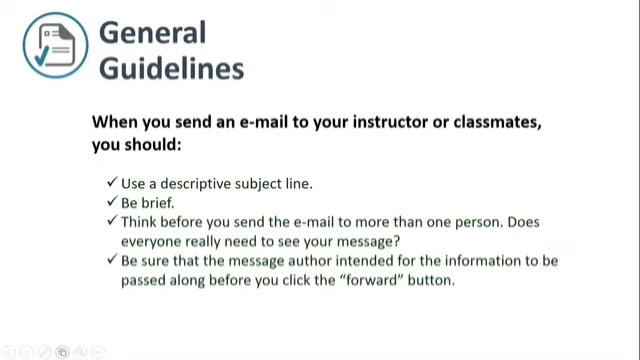 General
Guidelines
When you send an e-mail to your instructor or classmates,
you should:
✓ Use a descriptive subject line.
✓ Be brief.
✓ Think before you send the e-mail to more than one person. Does
everyone really need to see your message?
✓ Be sure that the message author intended for the information to be
passed along before you click the “forward” button.